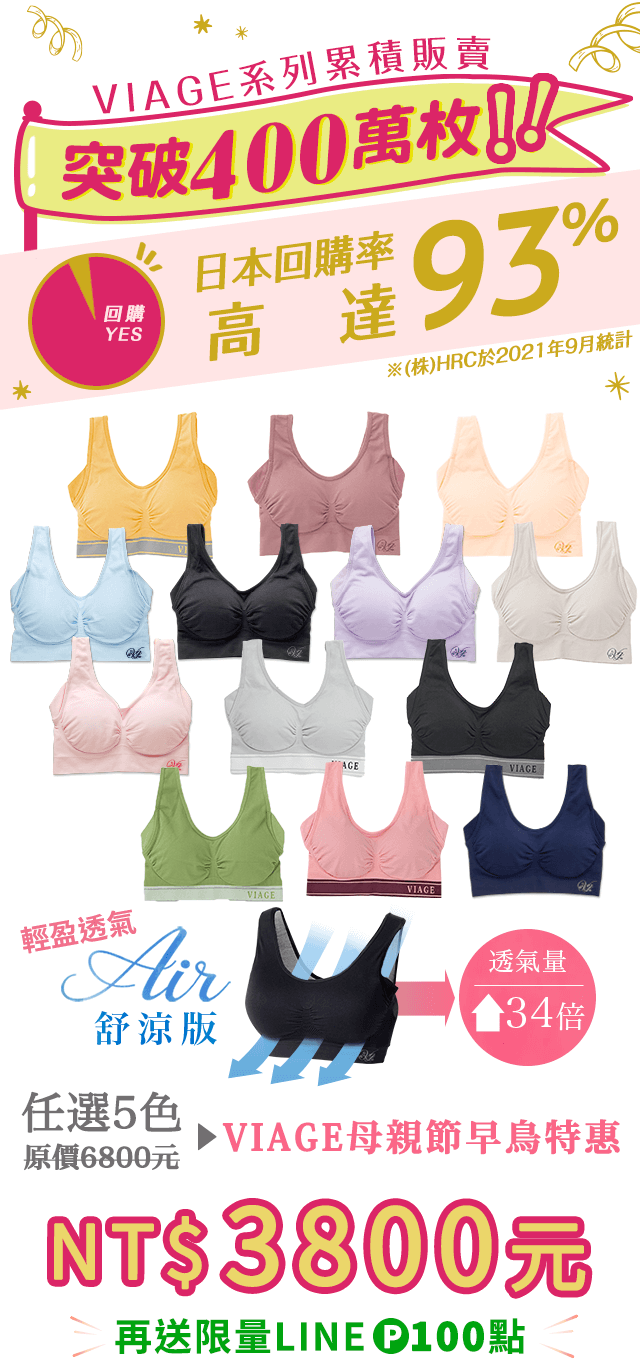 VIAGE系列累積販賣
突破400萬枚!!
日本回購率
高達93%
回購
YES
※(株)HRC於2021年9月統計
VIAGE
VIAGE
VIAGE
輕盈透氣
Air
舒涼版
透氣量
34倍
任選5色
原價6800元
VIAGE母親節早鳥特惠
NT$3800元
再送限量LINE P100點